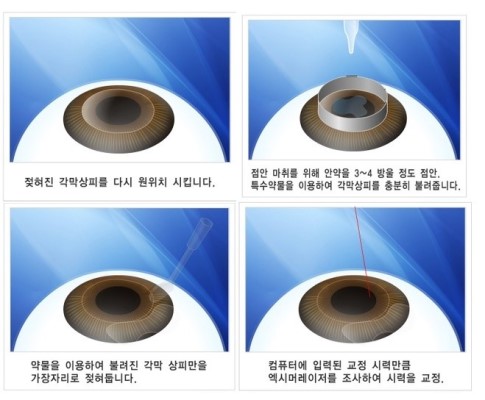 젖혀진 각막상피를 다시 원위치 시킵니다.
점안 마취를 위해 안약을 3~4 방울 정도 점안.
특수약물을 이용하여 각막상피를 충분히 불려줍니다.
약물을 이용하여 불려진 각막 상피만을
가장자리로 젖혀둡니다.
컴퓨터에 입력된 교정 시력만큼
엑시머레이저를 조사하여 시력을 교정.